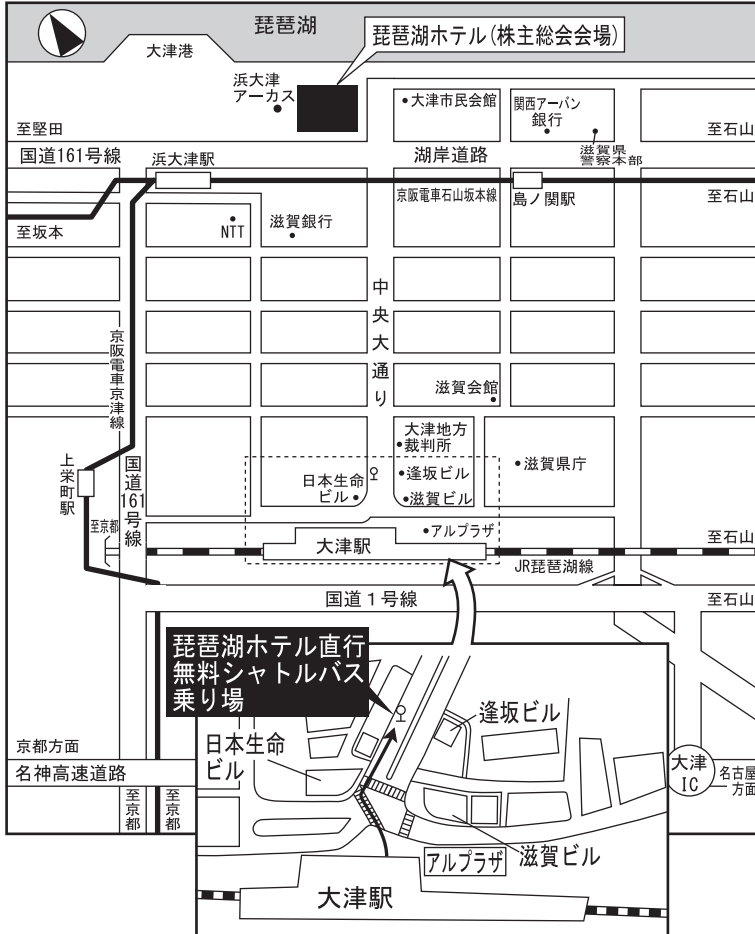 琵琶湖
大津港
琵琶湖ホテル(株主総会会場)
浜大津
アーカス
大津市民会館
関西アーバン
銀行
至堅田
至石山
国道161号線
浜大津駅
湖岸道路
滋賀県
警察本部
京阪電車石山坂本線
島ノ関駅
至石山
至坂本
NTT
滋賀銀行
中央大通り
京阪電車京津線
滋賀会館
大津地方
裁判所
上栄町駅
国道161号線
日本生命
ビル
逢坂ビル
滋賀ビル
滋賀県庁
至京都
大津駅
アルプラザ
至石山
JR琵琶湖線
国道1号線
至石山
琵琶湖ホテル直行
無料シャトルバス
乗り場
逢坂ビル
日本生命
ビル
京都方面
名神高速道路
大津
IC
名古屋
方面
至京都
至京都
アルプラザ
滋賀ビル
大津駅